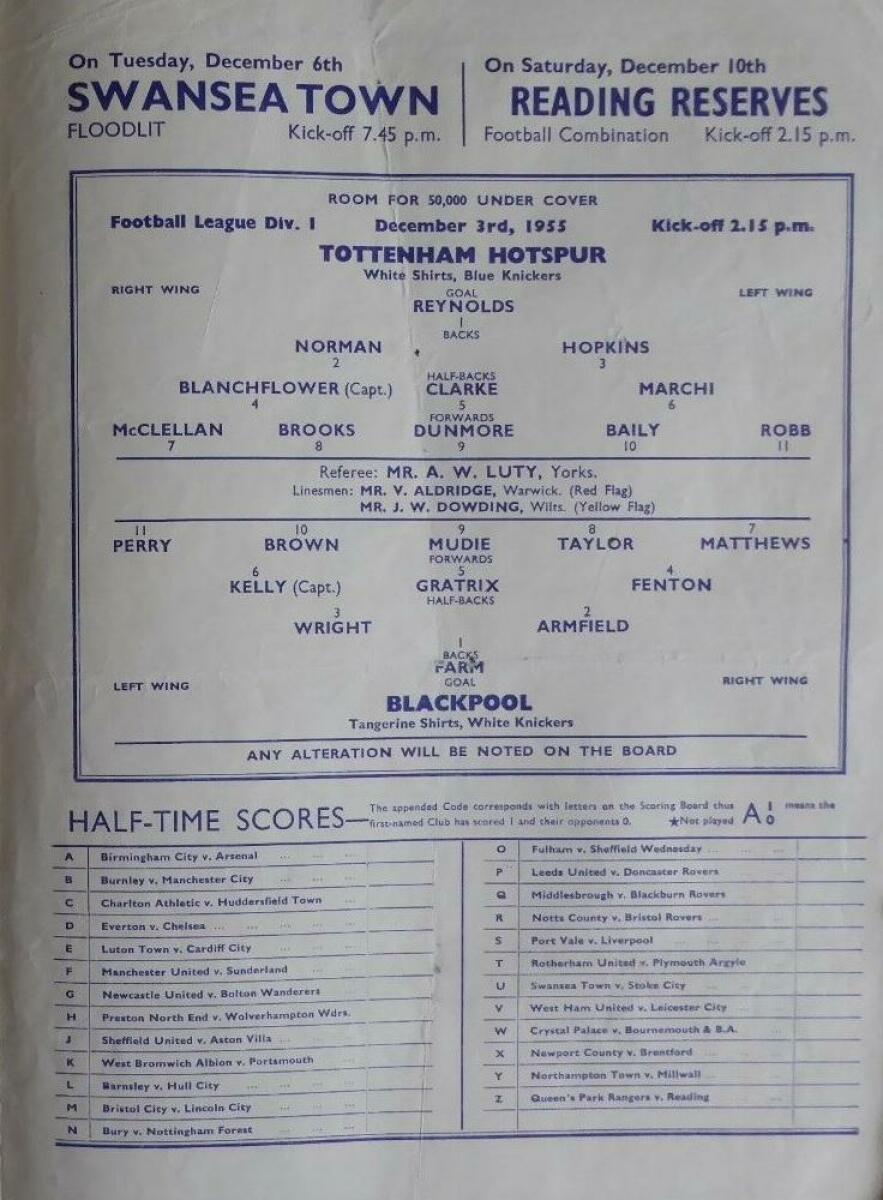 On Tuesday, December 6th
SWANSEA TOWN
FLOODLIT Kick-off 7.45 p.m.
On Saturday, December 10th
READING RESERVES
Football Combination Kick-off 2.15 p.m.
ROOM FOR 50,000 UNDER COVER
Football League Div. 1 December 3rd, 1955 Kick-off 2.15 p.m.
TOTTENHAM HOTSPUR
White Shirts, Blue Knickers
RIGHT WING GOAL LEFT WING
REYNOLDS
1
BACKS
NORMAN HOPKINS
2 3
HALF-BACKS
BLANCHFLOWER (Capt.) CLARKE MARCHI
4 5 6
FORWARDS
McCLELLAN BROOKS DUNMORE BAILY ROBB
7 8 9 10 11
Referee: MR. A. W. LUTY, Yorks.
Linesmen: MR. V. ALDRIDGE, Warwick. (Red Flag)
MR. J. W. DOWDING, Wilts. (Yellow Flag)
11 10 9 8 7
PERRY BROWN MUDIE TAYLOR MATTHEWS
FORWARDS
6 5 4
KELLY (Capt.) GRATRIX FENTON
HALF-BACKS
3 2
WRIGHT ARMFIELD
1
BACKS
FARM
LEFT WING GOAL RIGHT WING
BLACKPOOL
Tangerine Shirts, White Knickers
ANY ALTERATION WILL BE NOTED ON THE BOARD
HALF-TIME SCORES—
The appended Code corresponds with letters on the Scoring Board thus A 1 0 means the
first-named Club has scored 1 and their opponents 0. ★Not played
A Birmingham City v. Arsenal ... ... ...
B Burnley v. Manchester City ... ... ...
C Charlton Athletic v. Huddersfield Town ...
D Everton v. Chelsea ... ... ... ... ...
E Luton Town v. Cardiff City ... ... ...
F Manchester United v. Sunderland ... ...
G Newcastle United v. Bolton Wanderers
H Preston North End v. Wolverhampton Wdrs.
J Sheffield United v. Aston Villa ... ...
K West Bromwich Albion v. Portsmouth ...
L Barnsley v. Hull City ... ...
M Bristol City v. Lincoln City ... ... ...
N Bury v. Nottingham Forest ... ... ...
O Fulham v. Sheffield Wednesday ... ... ...
P Leeds United v. Doncaster Rovers
Q Middlesbrough v. Blackburn Rovers
R Notts County v. Bristol Rovers ...
S Port Vale v. Liverpool ... ...
T Rotherham United v. Plymouth Argyle
U Swansea Town v. Stoke City ...
V West Ham United v. Leicester City ...
W Crystal Palace v. Bournemouth & B.A. ...
X Newport County v. Brentford ... ...
Y Northampton Town v. Millwall ... ...
Z Queen's Park Rangers v. Reading ... ...